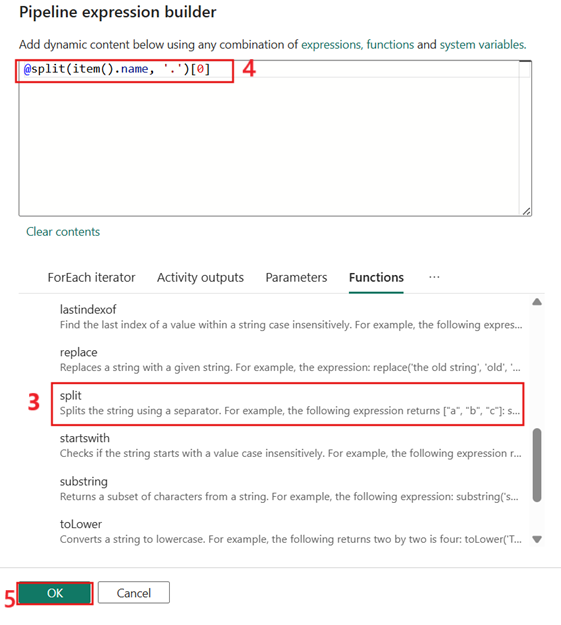 Pipeline expression builder
Add dynamic content below using any combination of expressions, functions and system variables.
@split(item().name, '.')[0]
4
Clear contents
ForEach iterator Activity outputs Parameters Functions ...
lastindexof
Find the last index of a value within a string case insensitively. For example, the following expres...
replace
Replaces a string with a given string. For example, the expression: replace('the old string', 'old', '...
3
split
Splits the string using a separator. For example, the following expression returns ["a", "b", "c"]: s...
startswith
Checks if the string starts with a value case insensitively. For example, the following expression r...
substring
Returns a subset of characters from a string. For example, the following expression: substring('s...
toLower
Converts a string to lowercase. For example, the following returns two by two is four: toLower('T...
5
OK Cancel